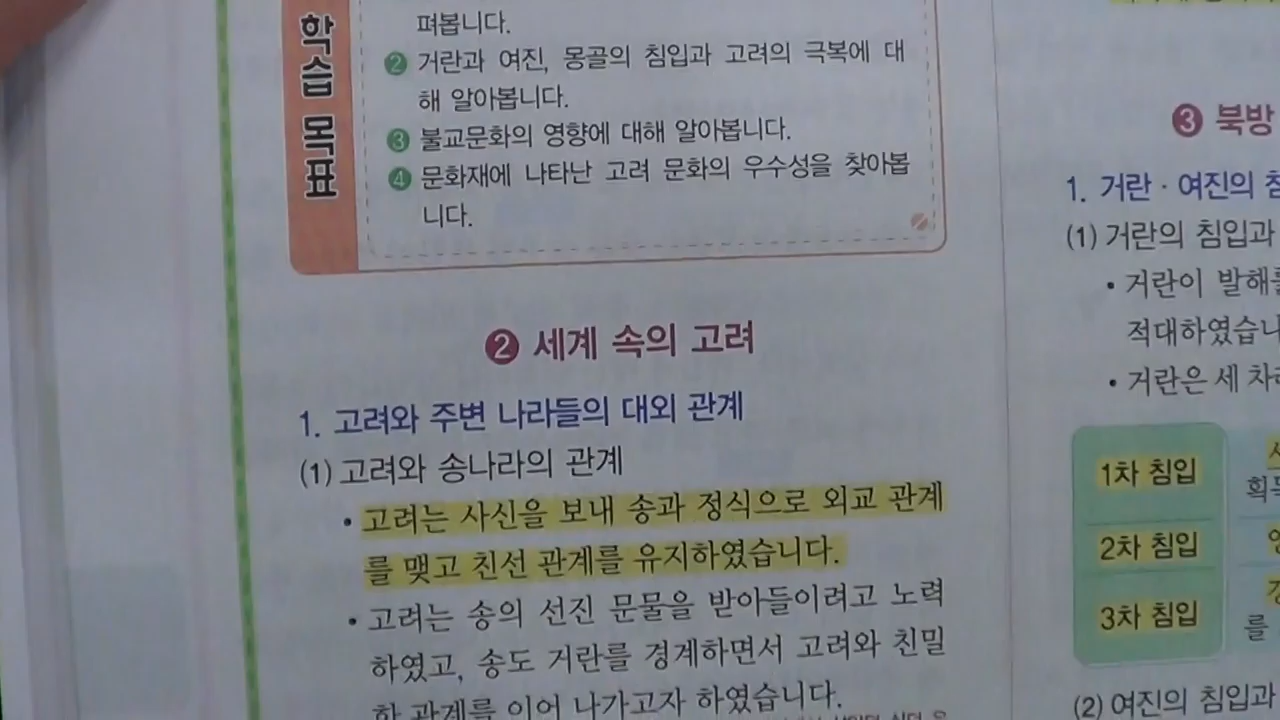 학습 목표
펴봅니다.
❷ 거란과 여진, 몽골의 침입과 고려의 극복에 대
해 알아봅니다.
❸ 불교문화의 영향에 대해 알아봅니다.
❹ 문화재에 나타난 고려 문화의 우수성을 찾아봅
니다.
❷ 세계 속의 고려
1. 고려와 주변 나라들의 대외 관계
(1) 고려와 송나라의 관계
• 고려는 사신을 보내 송과 정식으로 외교 관계
를 맺고 친선 관계를 유지하였습니다.
• 고려는 송의 선진 문물을 받아들이려고 노력
하였고, 송도 거란를 경계하면서 고려와 친밀
한 관계를 이어 나가고자 하였습니다.
❸ 북방
1. 거란 · 여진의 침
(1) 거란의 침입과
• 거란이 발해를
적대하였습니
• 거란은 세 차례
1차 침입
2차 침입
3차 침입
를
(2) 여진의 침입과